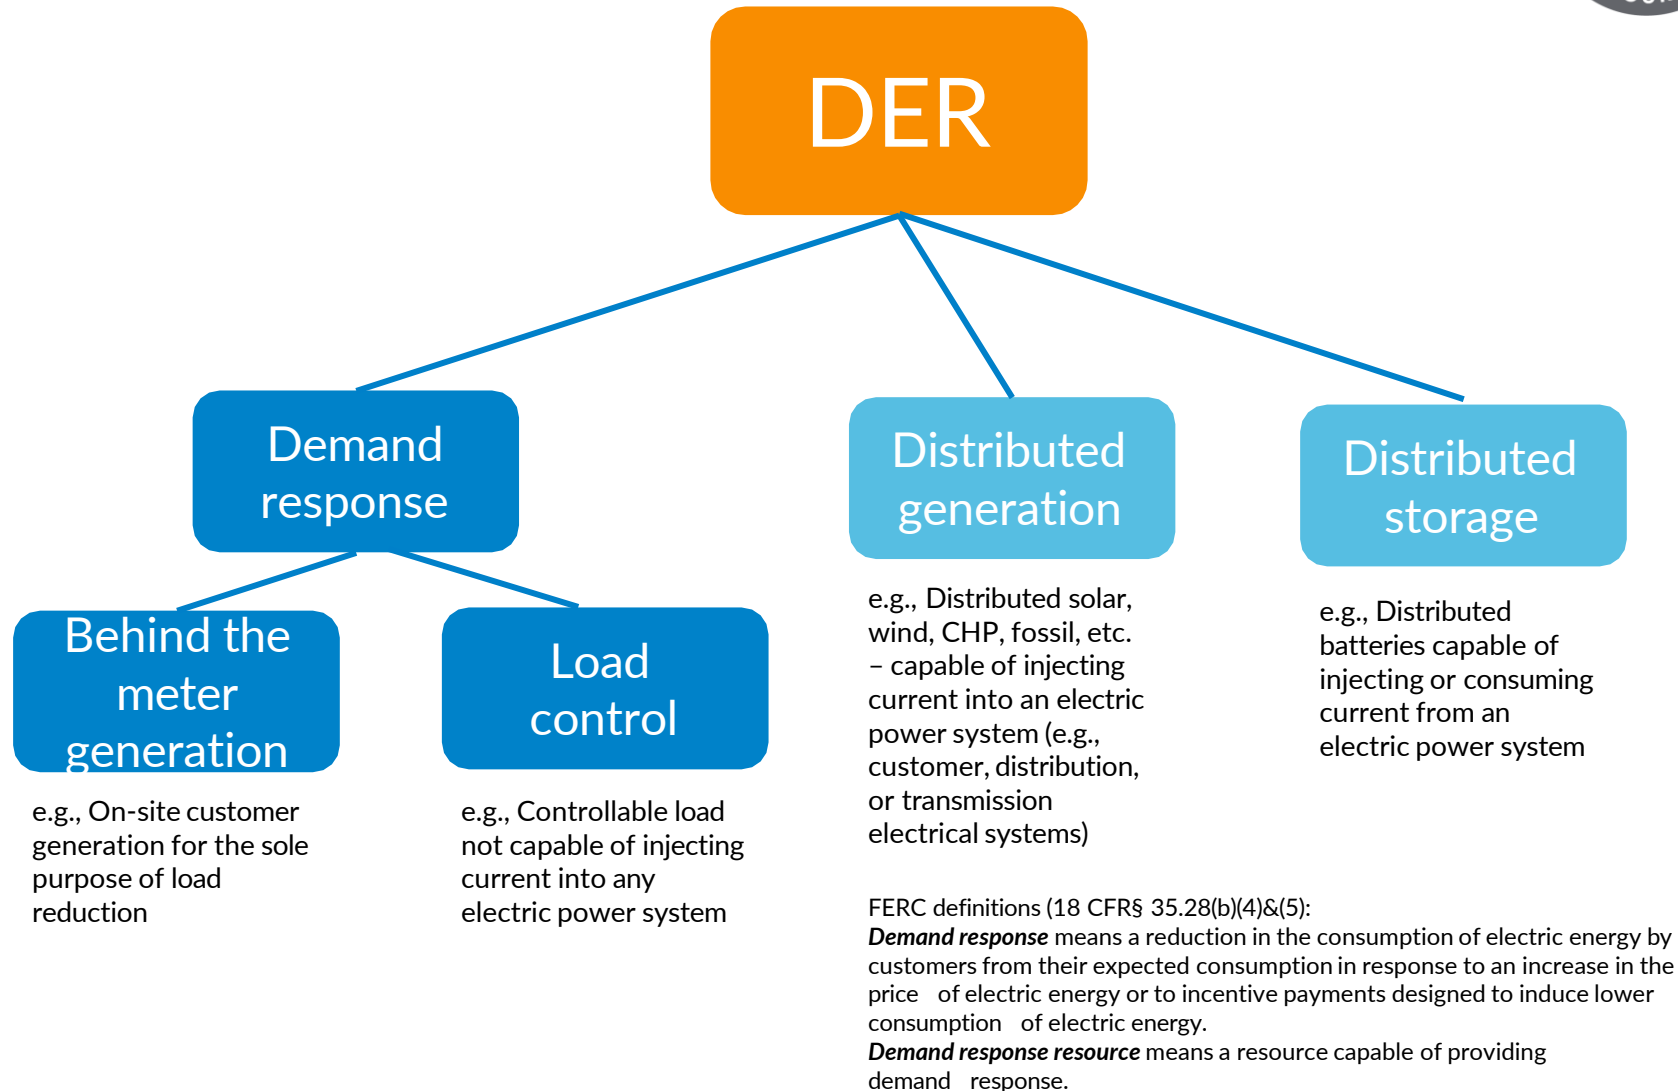 DER
Demand
response
Distributed
generation
Distributed
storage
Behind the
meter
generation
Load
control
e.g., On-site customer
generation for the sole
purpose of load
reduction
e.g., Controllable load
not capable of injecting
current into any
electric power system
e.g., Distributed solar,
wind, CHP, fossil, etc.
– capable of injecting
current into an electric
power system (e.g.,
customer, distribution,
or transmission
electrical systems)
e.g., Distributed
batteries capable of
injecting or consuming
current from an
electric power system
FERC definitions (18 CFR§ 35.28(b)(4)&(5):
Demand response means a reduction in the consumption of electric energy by
customers from their expected consumption in response to an increase in the
price of electric energy or to incentive payments designed to induce lower
consumption of electric energy.
Demand response resource means a resource capable of providing
demand response.